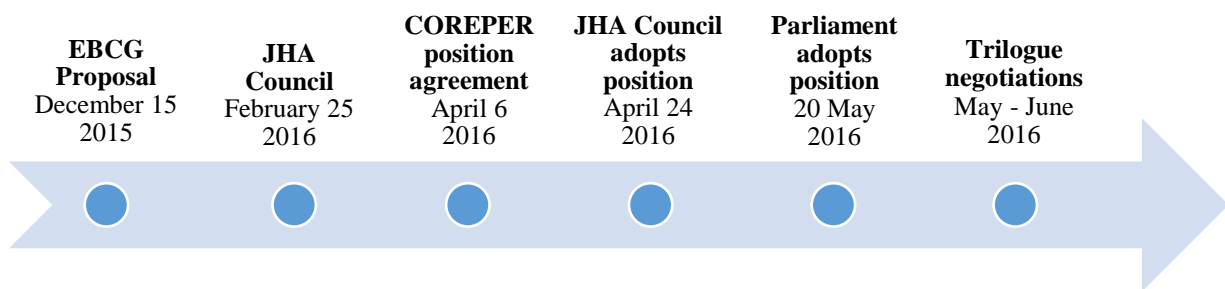 EBCG
Proposal
December 15
2015
JHA
Council
February 25
2016
COREPER
position
agreement
April 6
2016
JHA Council
adopts
position
April 24
2016
Parliament
adopts
position
20 May
2016
Trilogue
negotiations
May - June
2016